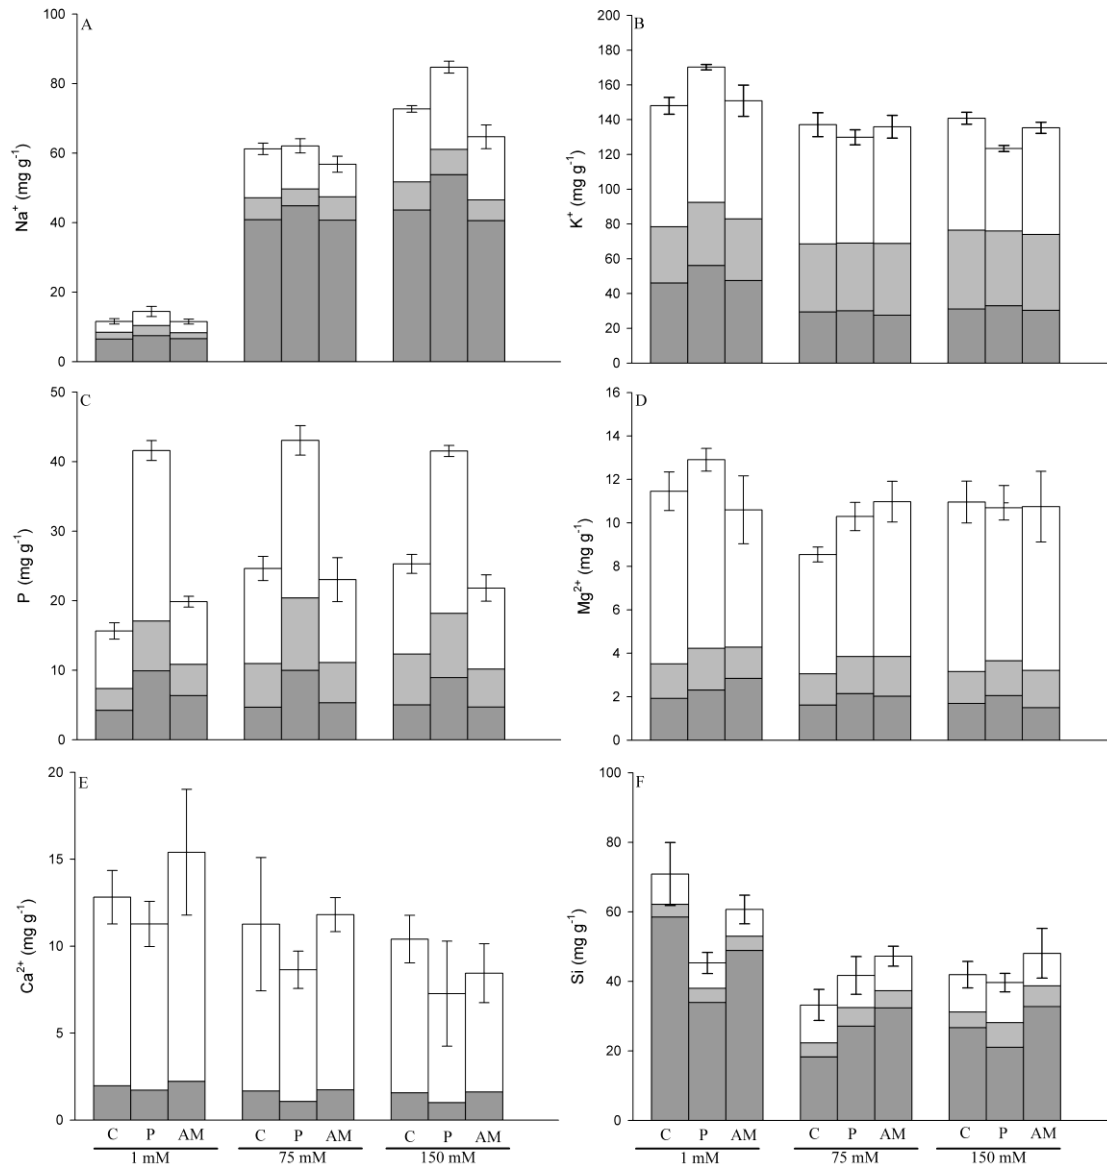 A
Na⁺ (mg g⁻¹)
100
80
60
40
20
0
B
K⁺ (mg g⁻¹)
200
180
160
140
120
100
80
60
40
20
0
C
P (mg g⁻¹)
50
40
30
20
10
0
D
Mg²⁺ (mg g⁻¹)
16
14
12
10
8
6
4
2
0
E
Ca²⁺ (mg g⁻¹)
20
15
10
5
0
C P AM C P AM C P AM
1 mM 75 mM 150 mM
F
Si (mg g⁻¹)
100
80
60
40
20
0
C P AM C P AM C P AM
1 mM 75 mM 150 mM